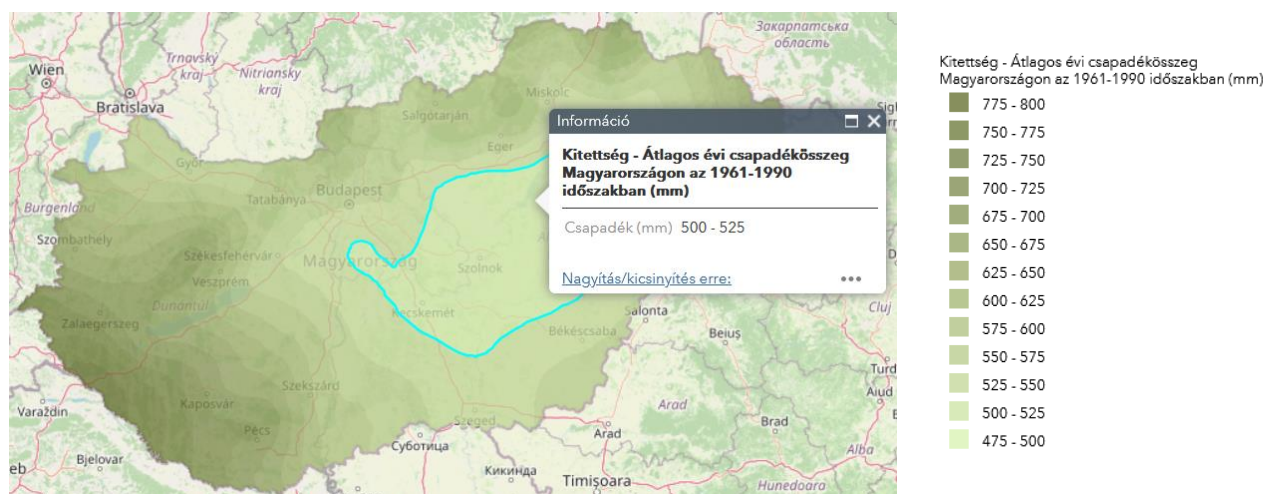 Wien
Bratislava
Trnavský
kraj
Nitriansky
kraj
Закарпатська
область
Miskolc
Salgótarján
Eger
Győr
Budapest
Tatabánya
Burgenland
Szombathely
Székesfehérvár
Magyarország
Szolnok
Veszprém
Dunántúl
Zalaegerszeg
Kecskemét
Békéscsaba
Salonta
Beiuș
Cluj
Turd
Aiud
Szekszárd
Kaposvár
Pécs
Szeged
Varaždin
Bjelovar
eb
Суботица
Кикинда
Arad
Arad
Brad
Alba
Timișoara
Hunedoara
Információ
Kitettség - Átlagos évi csapadékösszeg
Magyarországon az 1961-1990
időszakban (mm)
Csapadék (mm) 500 - 525
Nagyítás/kicsinyítés erre:
Kitettség - Átlagos évi csapadékösszeg
Magyarországon az 1961-1990 időszakban (mm)
775 - 800
750 - 775
725 - 750
700 - 725
675 - 700
650 - 675
625 - 650
600 - 625
575 - 600
550 - 575
525 - 550
500 - 525
475 - 500